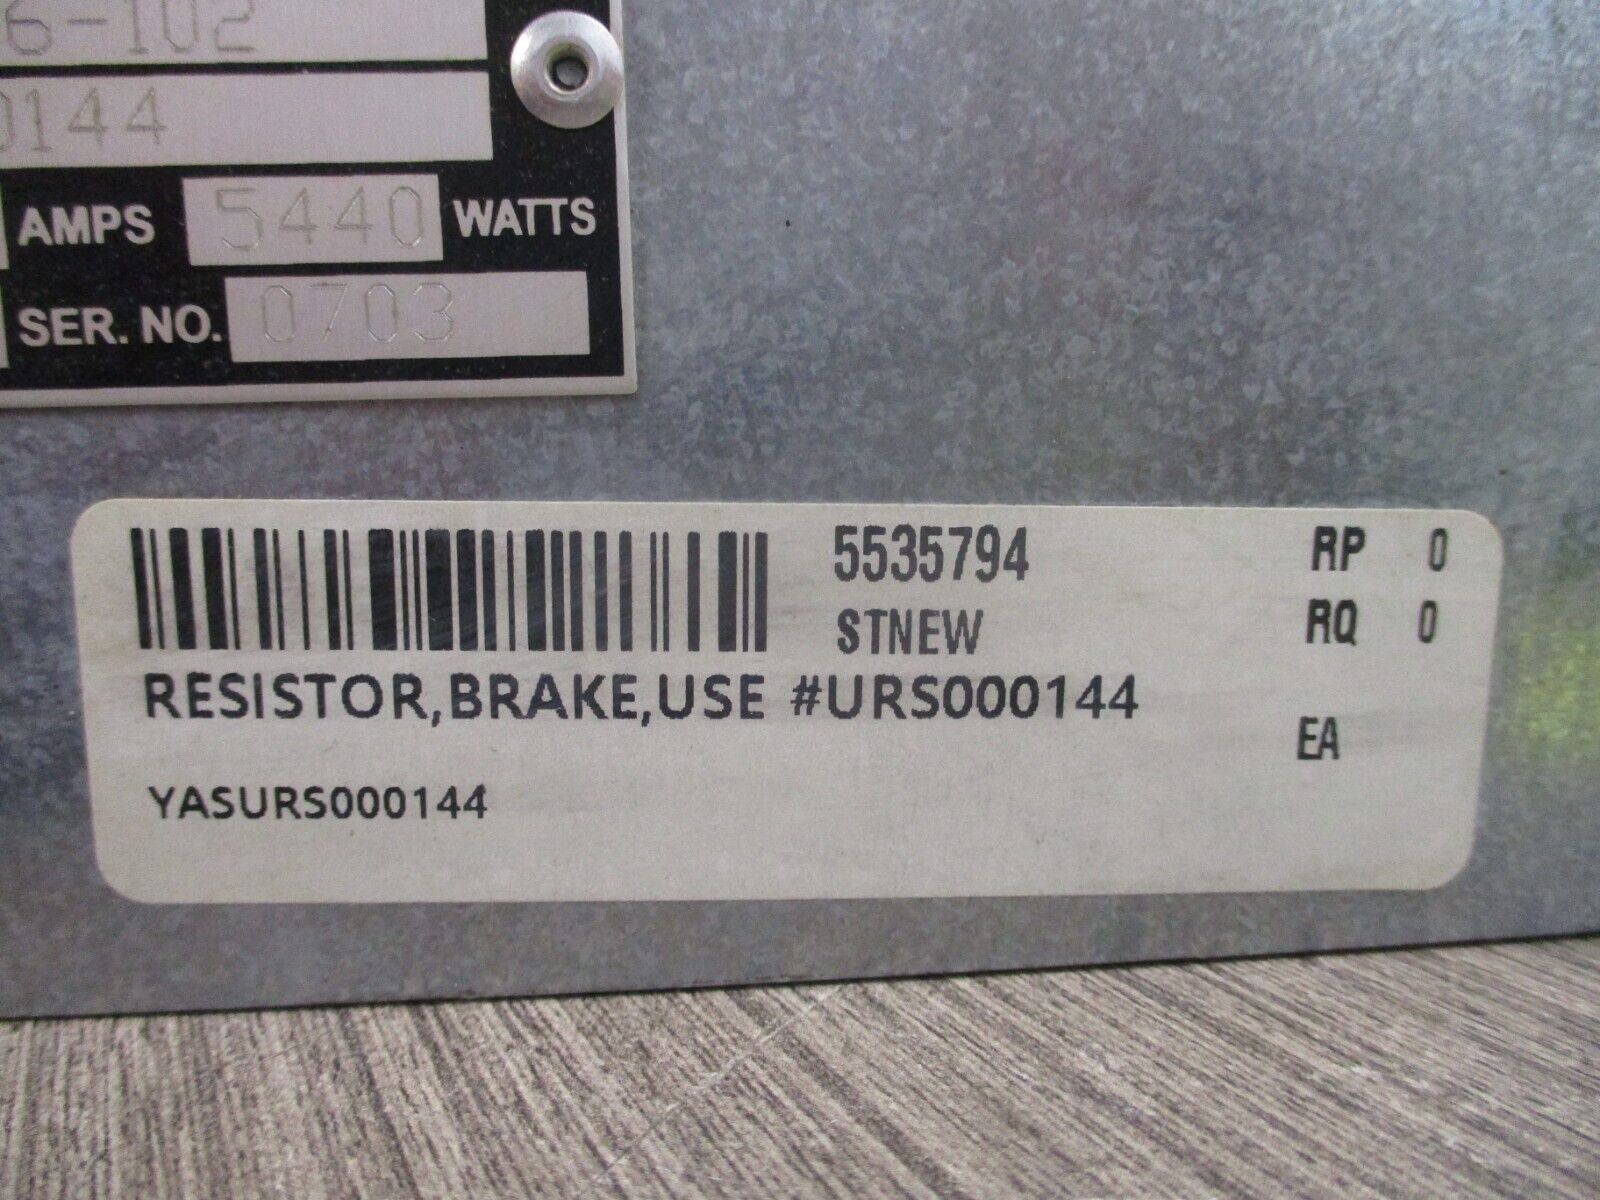 6-102
0144
AMPS 5440 WATTS
SER. NO. 0703
5535794 RP 0
STNEW RQ 0
RESISTOR,BRAKE,USE #URS000144
EA
YASURS000144